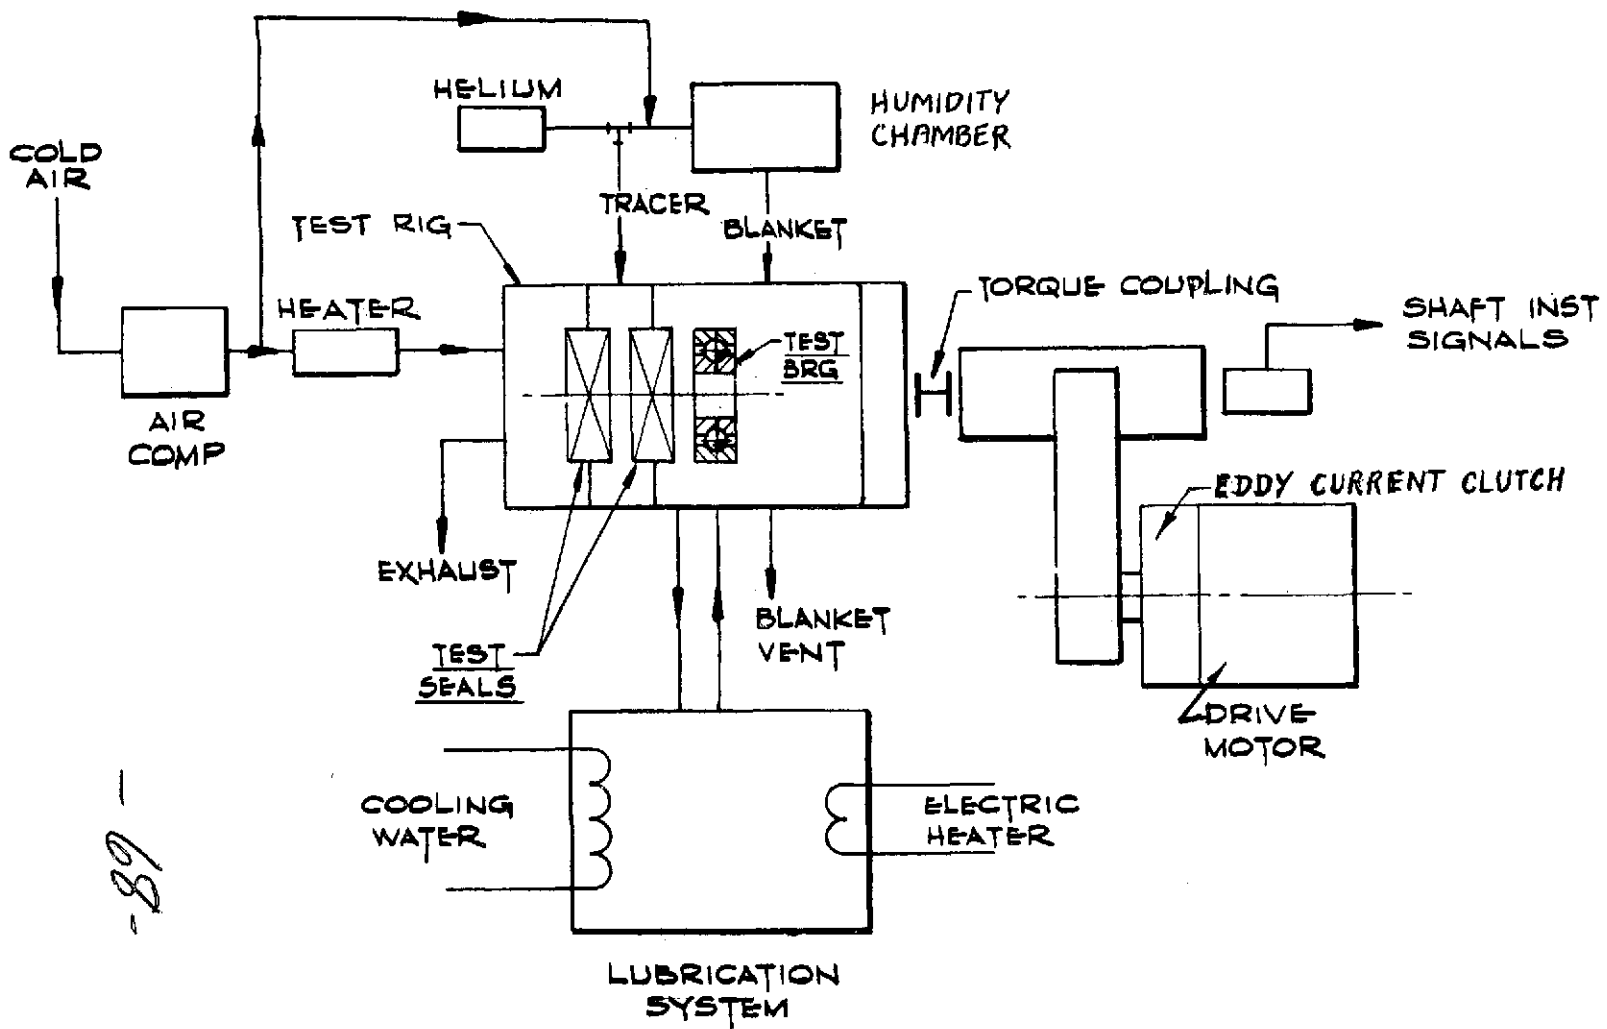 HELIUM
HUMIDITY
CHAMBER
COLD
AIR
TRACER
TEST RIG
BLANKET
HEATER
TORQUE COUPLING
SHAFT INST
SIGNALS
TEST
BRG
AIR
COMP
EDDY CURRENT CLUTCH
EXHAUST
BLANKET
VENT
TEST
SEALS
DRIVE
MOTOR
COOLING
WATER
ELECTRIC
HEATER
-89-
LUBRICATION
SYSTEM